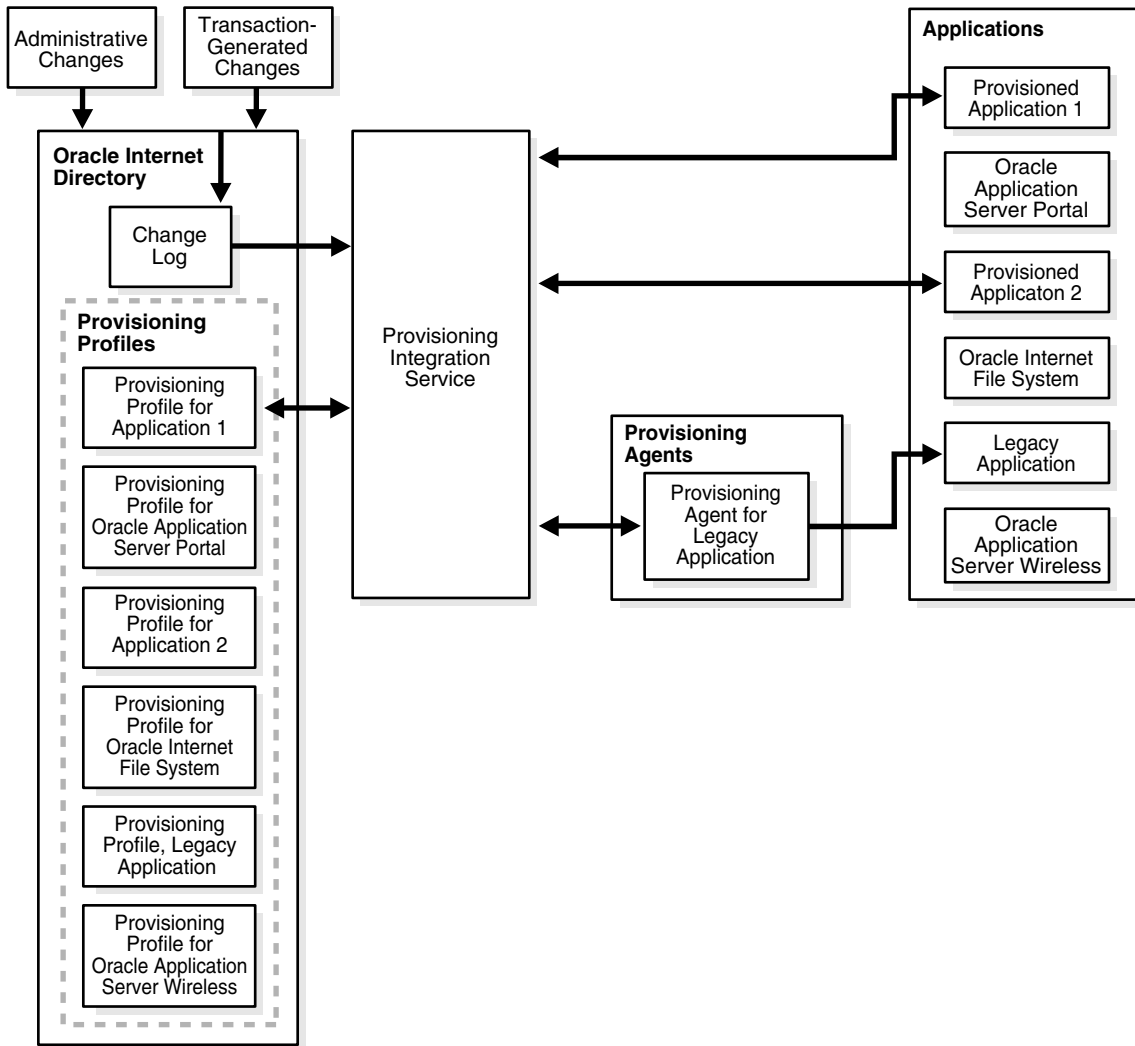 Administrative
Changes
Transaction-
Generated
Changes
Oracle Internet
Directory
Change
Log
Provisioning
Profiles
Provisioning
Profile for
Application 1
Provisioning
Profile for
Oracle Application
Server Portal
Provisioning
Profile for
Application 2
Provisioning
Profile for
Oracle Internet
File System
Provisioning
Profile, Legacy
Application
Provisioning
Profile for
Oracle Application
Server Wireless
Provisioning
Integration
Service
Provisioning
Agents
Provisioning
Agent for
Legacy
Application
Applications
Provisioned
Application 1
Oracle
Application
Server Portal
Provisioned
Applicaton 2
Oracle Internet
File System
Legacy
Application
Oracle
Application
Server Wireless